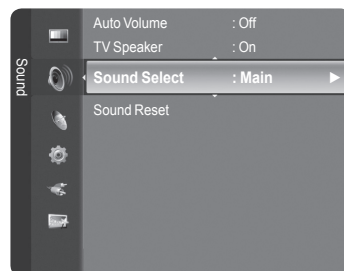 Sound
Auto Volume : Off
TV Speaker : On
Sound Select : Main
Sound Reset